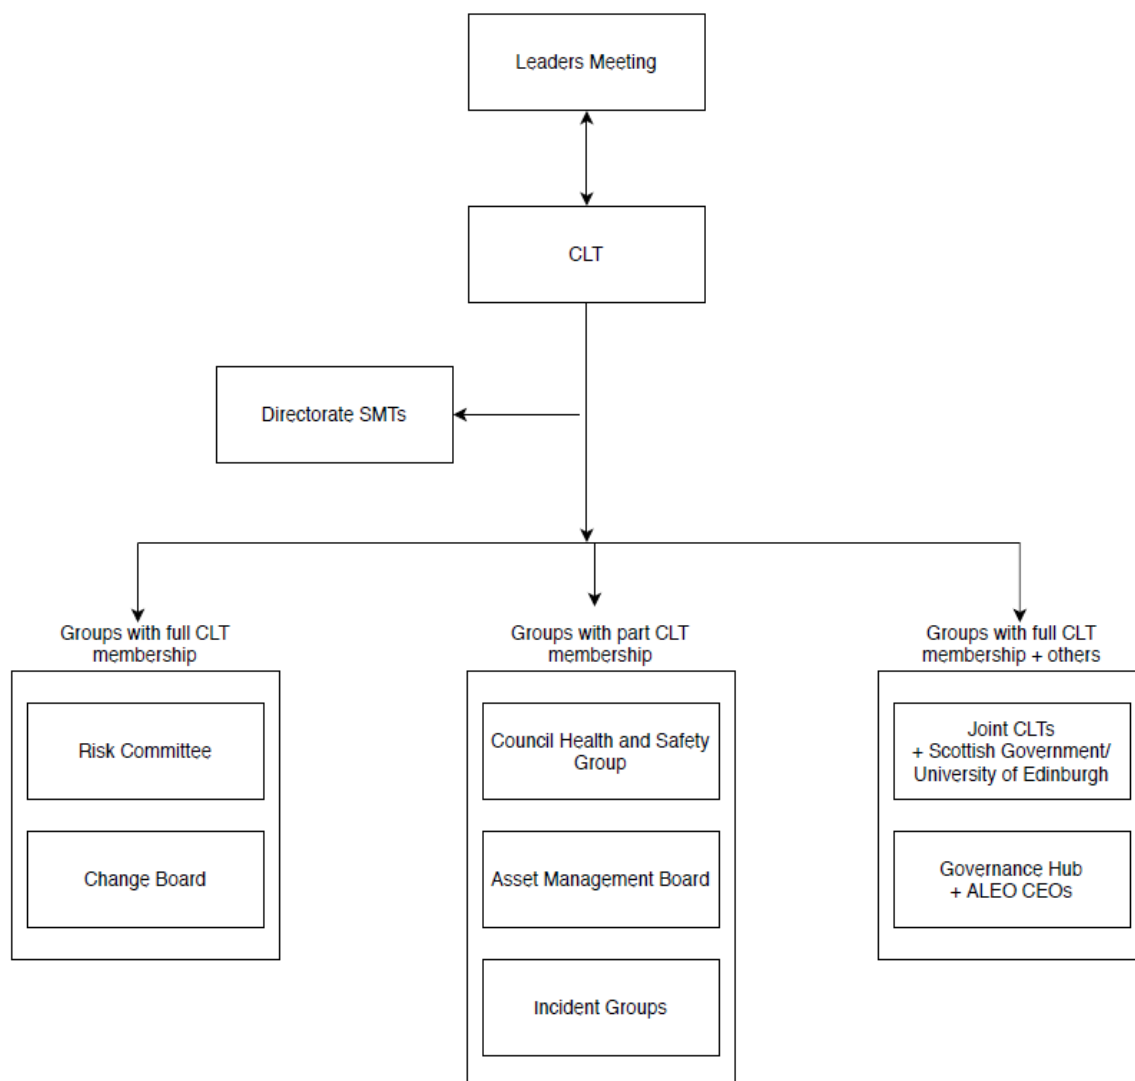 Leaders Meeting
CLT
Directorate SMTs
Groups with full CLT
membership
Risk Committee
Change Board
Groups with part CLT
membership
Council Health and Safety
Group
Asset Management Board
Incident Groups
Groups with full CLT
membership + others
Joint CLTs
+ Scottish Government/
University of Edinburgh
Governance Hub
+ ALEO CEOs